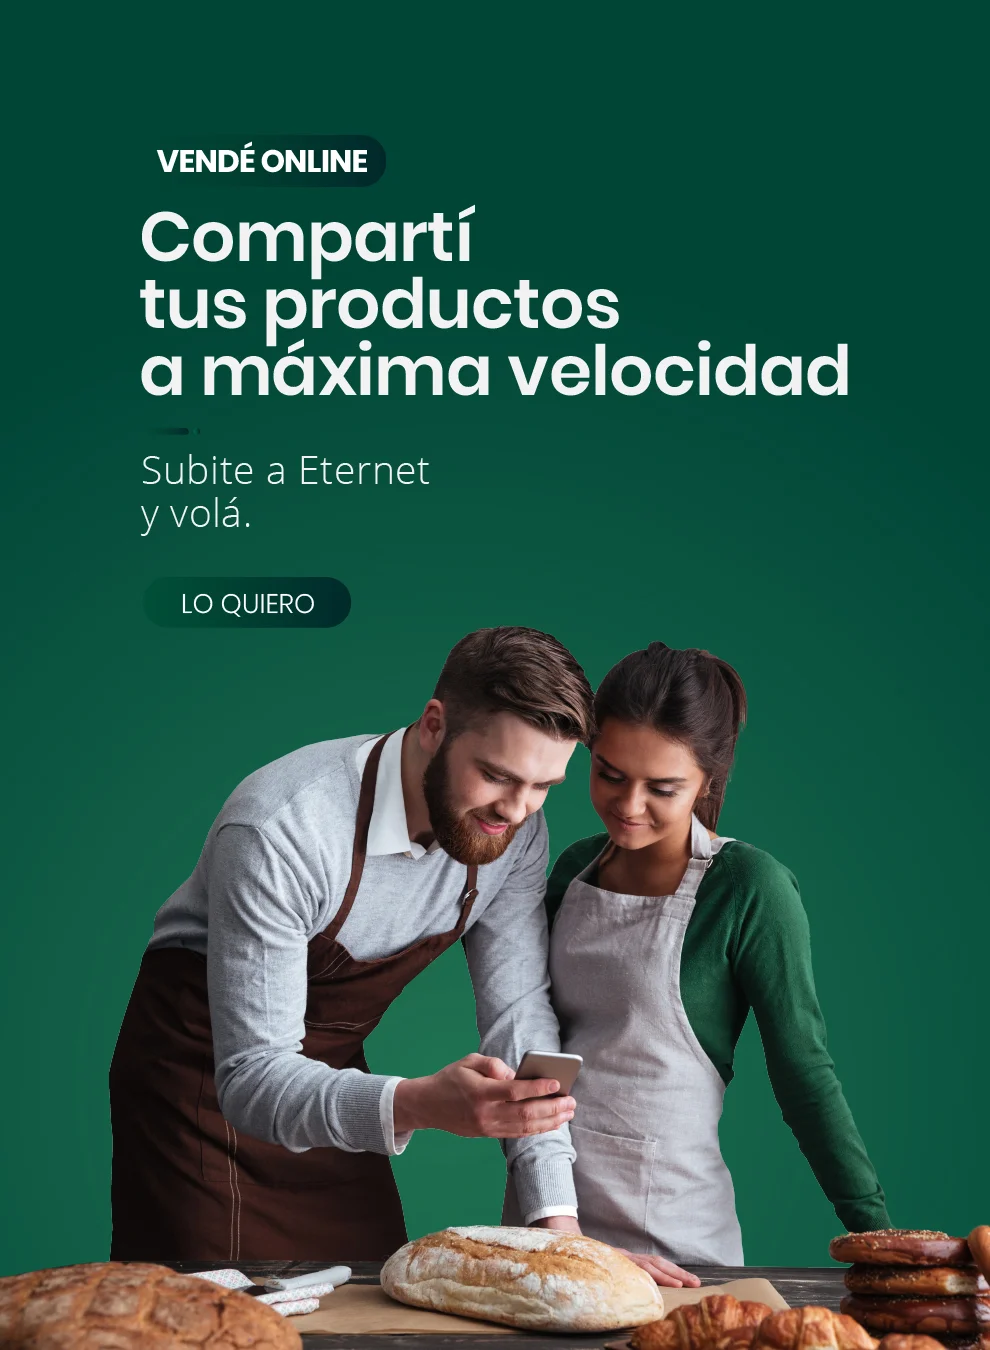 VENDÉ ONLINE
Compartí
tus productos
a máxima velocidad
Subite a Eternet
y volá.
LO QUIERO